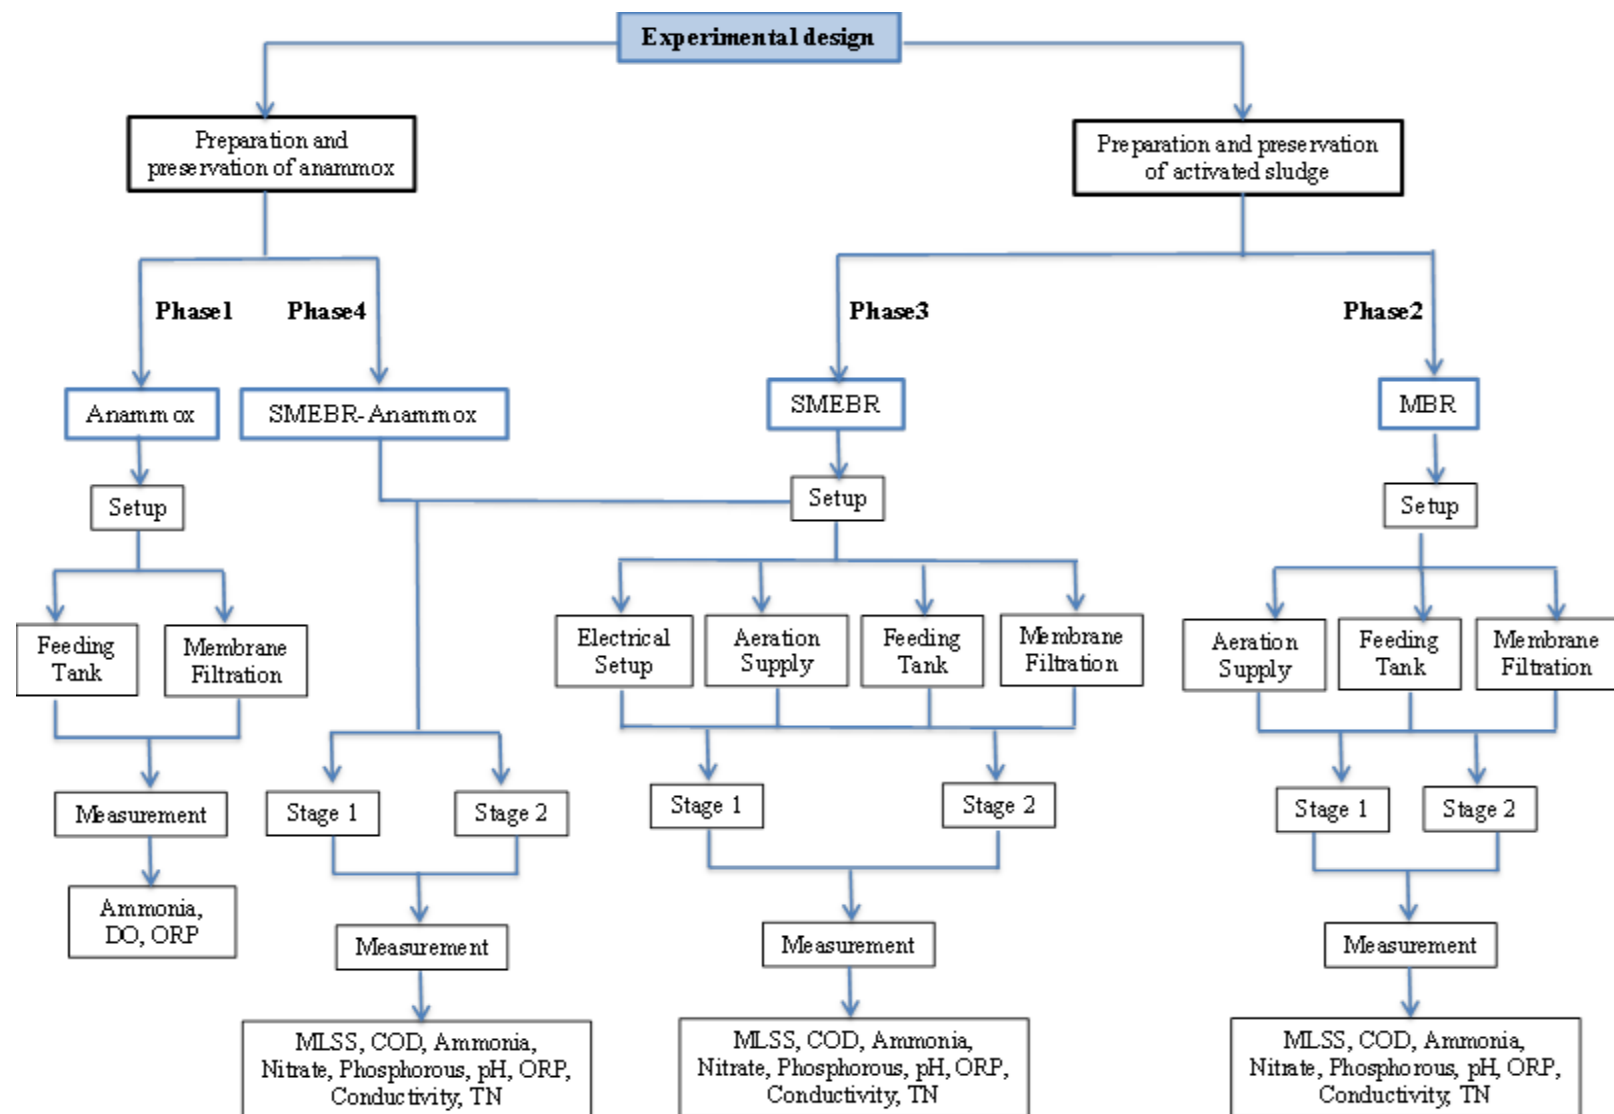 Experimental design
Preparation and
preservation of anammox
Preparation and preservation
of activated sludge
Phase1
Phase4
Phase3
Phase2
Anammox
SMEBR-Anammox
SMEBR
MBR
Setup
Setup
Setup
Feeding
Tank
Membrane
Filtration
Electrical
Setup
Aeration
Supply
Feeding
Tank
Membrane
Filtration
Aeration
Supply
Feeding
Tank
Membrane
Filtration
Measurement
Stage 1
Stage 2
Stage 1
Stage 2
Stage 1
Stage 2
Ammonia,
DO, ORP
Measurement
Measurement
Measurement
MLSS, COD, Ammonia,
Nitrate, Phosphorous, pH, ORP,
Conductivity, TN
MLSS, COD, Ammonia,
Nitrate, Phosphorous, pH, ORP,
Conductivity, TN
MLSS, COD, Ammonia,
Nitrate, Phosphorous, pH, ORP,
Conductivity, TN